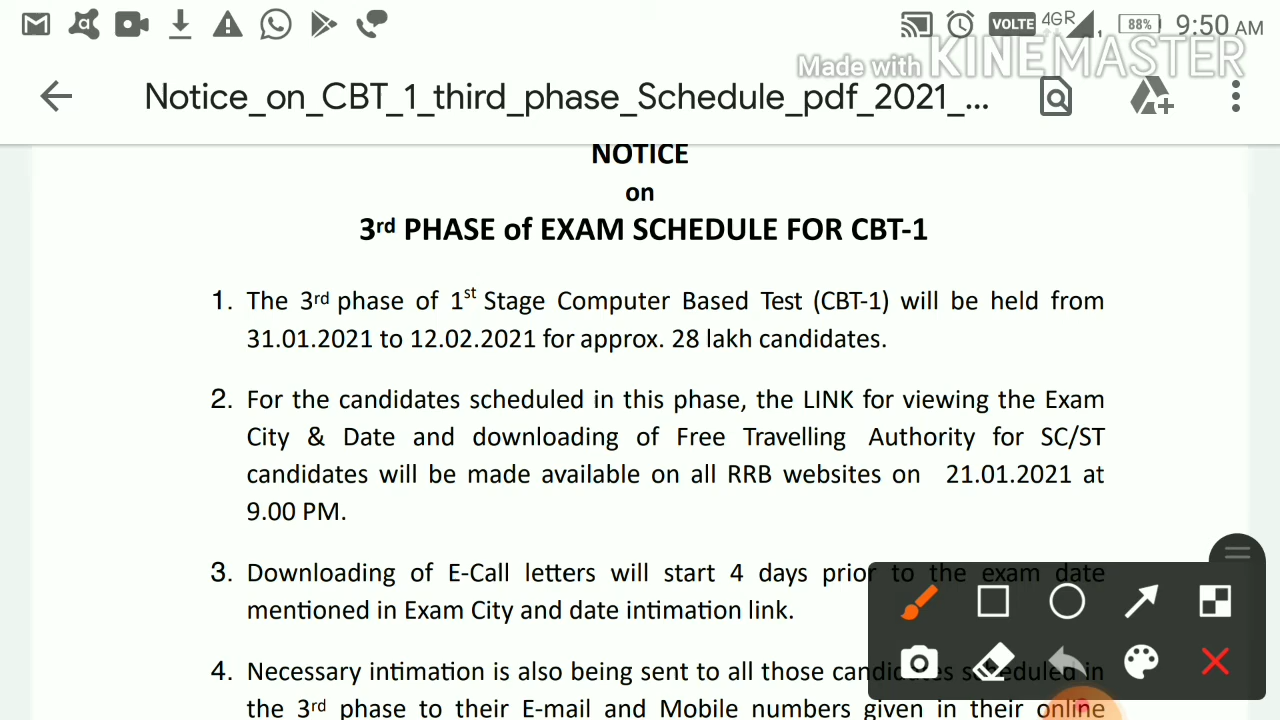 VOLTE 4GR 88% 9:50 AM
Made with KINEMASTER
Notice_on_CBT_1_third_phase_Schedule_pdf_2021_...
NOTICE
on
3rd PHASE of EXAM SCHEDULE FOR CBT-1
1. The 3rd phase of 1st Stage Computer Based Test (CBT-1) will be held from
31.01.2021 to 12.02.2021 for approx. 28 lakh candidates.
2. For the candidates scheduled in this phase, the LINK for viewing the Exam
City & Date and downloading of Free Travelling Authority for SC/ST
candidates will be made available on all RRB websites on 21.01.2021 at
9.00 PM.
3. Downloading of E-Call letters will start 4 days prior to the exam date
mentioned in Exam City and date intimation link.
4. Necessary intimation is also being sent to all those candidates scheduled in
the 3rd phase to their E-mail and Mobile numbers given in their online